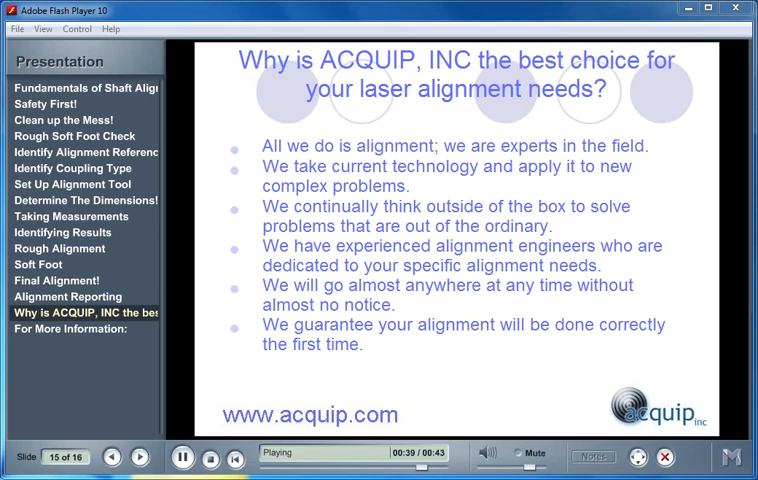 Adobe Flash Player 10
File View Control Help
Presentation
Fundamentals of Shaft Align
Safety First!
Clean up the Mess!
Rough Soft Foot Check
Identify Alignment Referenc
Identify Coupling Type
Set Up Alignment Tool
Determine The Dimensions!
Taking Measurements
Identifying Results
Rough Alignment
Soft Foot
Final Alignment!
Alignment Reporting
Why is ACQUIP, INC the bes
For More Information:
Why is ACQUIP, INC the best choice for
your laser alignment needs?
All we do is alignment; we are experts in the field.
We take current technology and apply it to new
complex problems.
We continually think outside of the box to solve
problems that are out of the ordinary.
We have experienced alignment engineers who are
dedicated to your specific alignment needs.
We will go almost anywhere at any time without
almost no notice.
We guarantee your alignment will be done correctly
the first time.
www.acquip.com
acquip inc
Slide 15 of 16
Playing 00:39 / 00:43
Mute
Notes